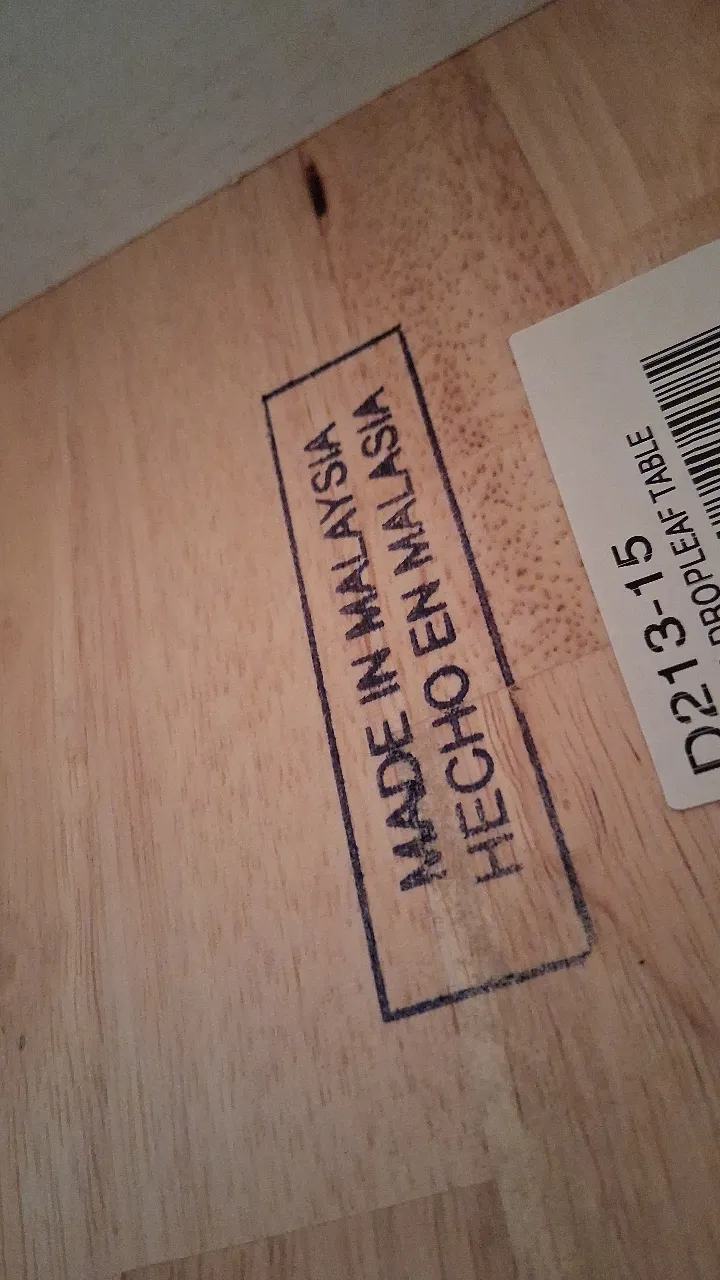 MADE IN MALAYSIA
HECHO EN MALASIA
D213-15
DROPLEAF TABLE